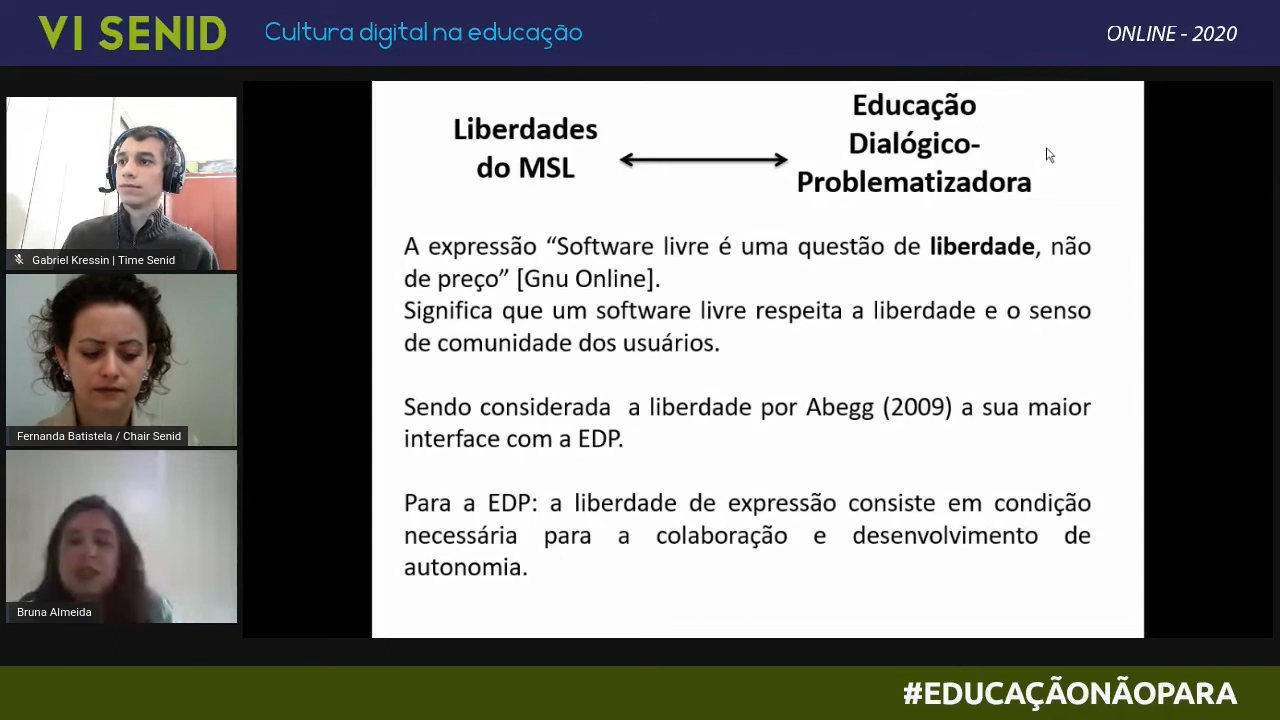 VI SENID
Cultura digital na educação
ONLINE - 2020
Gabriel Kressin | Time Senid
Fernanda Batistela / Chair Senid
Bruna Almeida
Liberdades
do MSL
Educação
Dialógico-
Problematizadora
A expressão “Software livre é uma questão de liberdade, não
de preço” [Gnu Online].
Significa que um software livre respeita a liberdade e o senso
de comunidade dos usuários.
Sendo considerada a liberdade por Abegg (2009) a sua maior
interface com a EDP.
Para a EDP: a liberdade de expressão consiste em condição
necessária para a colaboração e desenvolvimento de
autonomia.
#EDUCAÇÃONÃOPARA